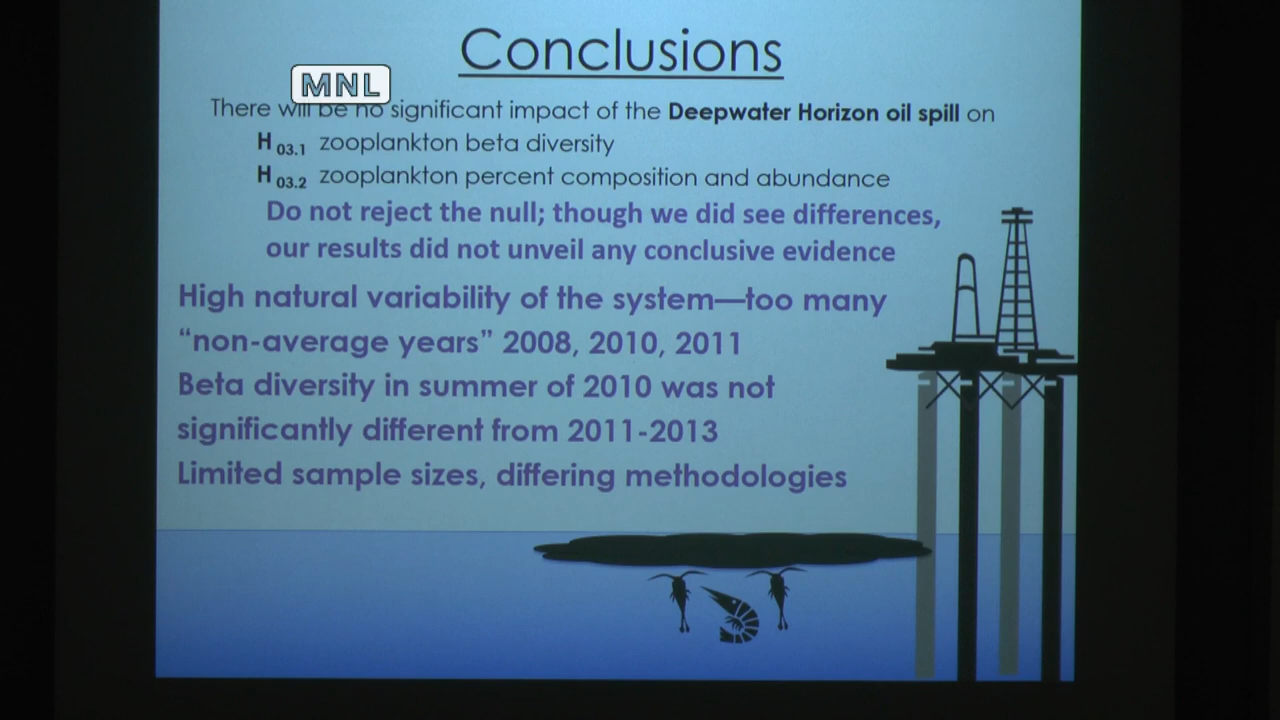 Conclusions
MNL
There will be no significant impact of the Deepwater Horizon oil spill on
H 03.1 zooplankton beta diversity
H 03.2 zooplankton percent composition and abundance
Do not reject the null; though we did see differences,
our results did not unveil any conclusive evidence
High natural variability of the system—too many
“non-average years” 2008, 2010, 2011
Beta diversity in summer of 2010 was not
significantly different from 2011-2013
Limited sample sizes, differing methodologies